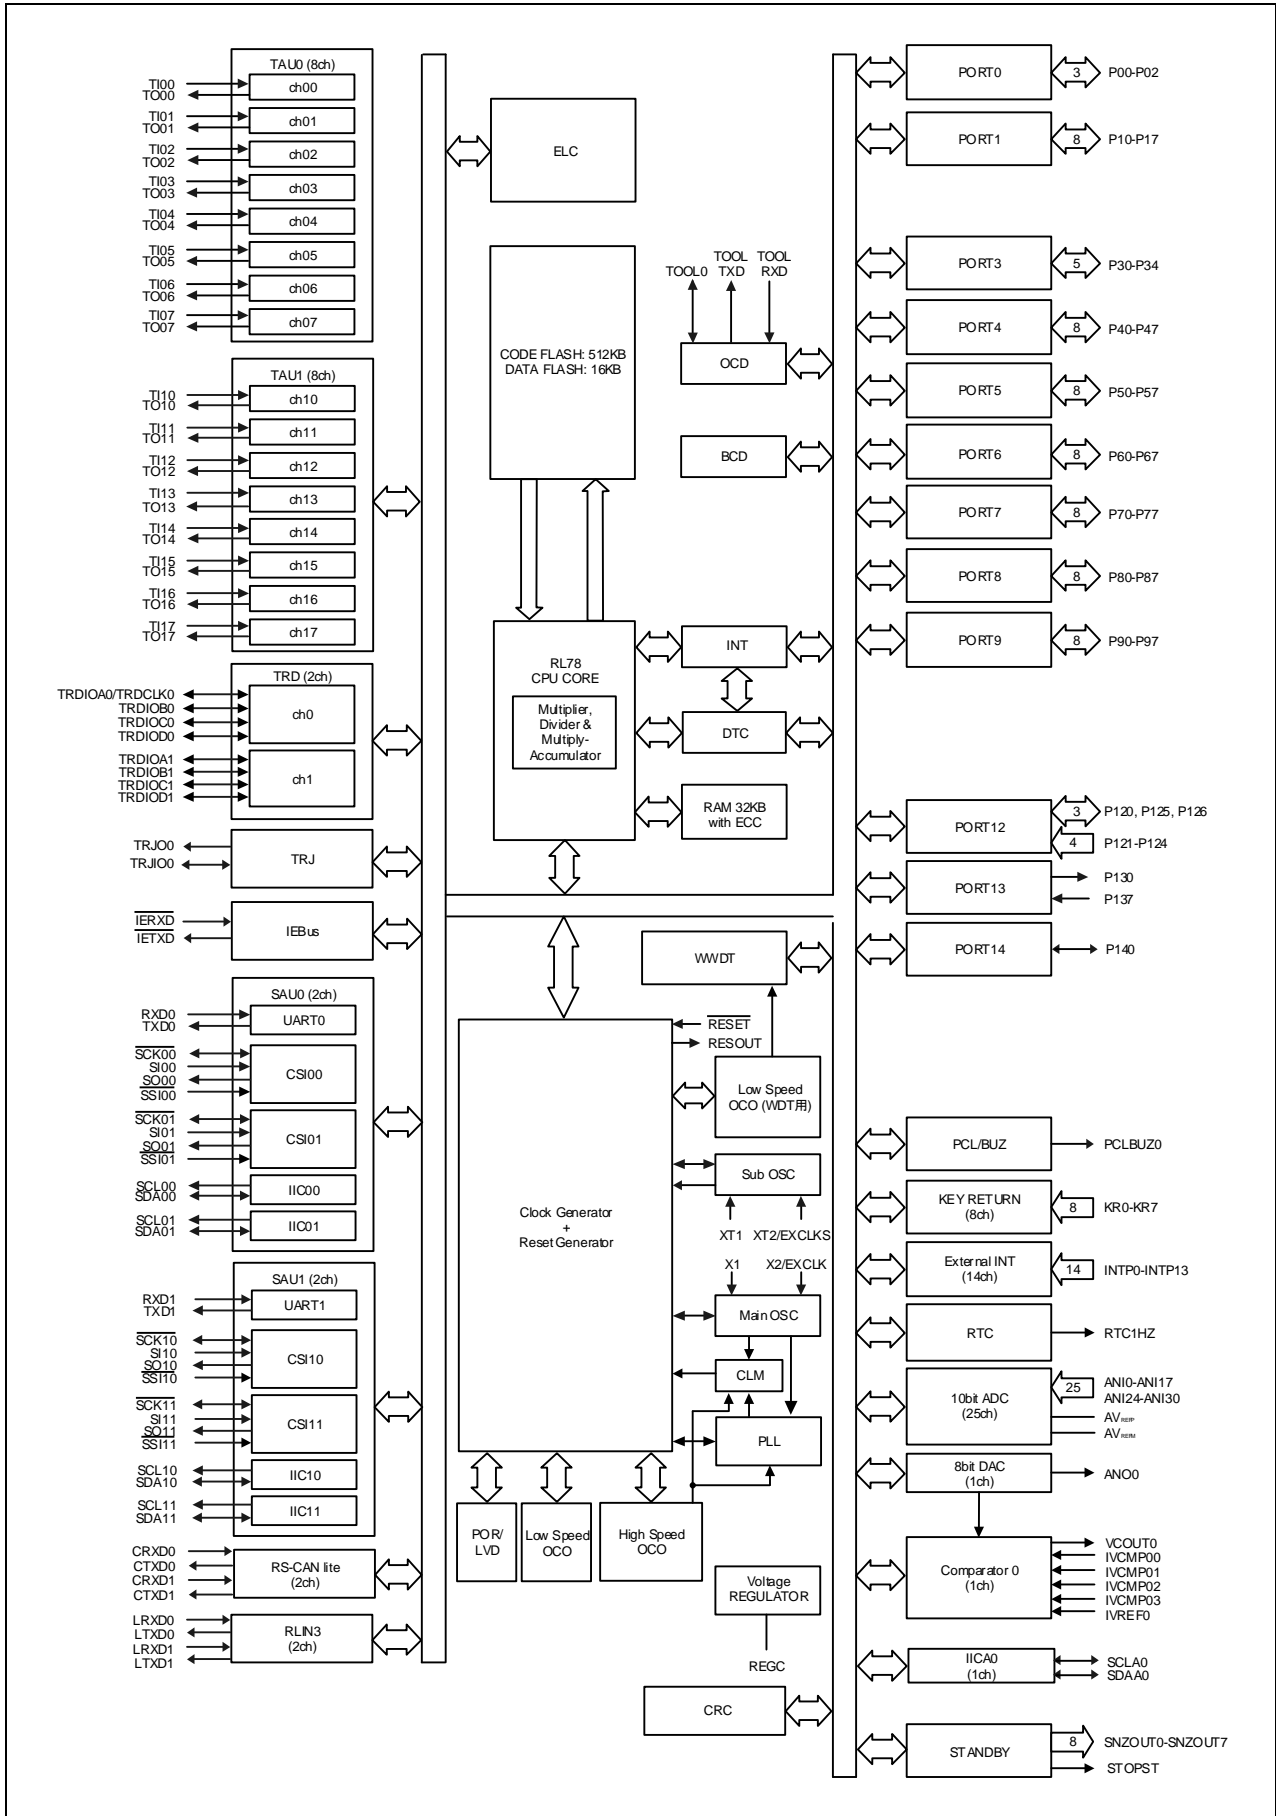 TAU0 (8ch)
TI00
TO00
ch00
TI01
TO01
ch01
TI02
TO02
ch02
TI03
TO03
ch03
TI04
TO04
ch04
TI05
TO05
ch05
TI06
TO06
ch06
TI07
TO07
ch07
TAU1 (8ch)
TI10
TO10
ch10
TI11
TO11
ch11
TI12
TO12
ch12
TI13
TO13
ch13
TI14
TO14
ch14
TI15
TO15
ch15
TI16
TO16
ch16
TI17
TO17
ch17
TRD (2ch)
TRDIOA0/TRDCLK0
TRDIOB0
TRDIOC0
TRDIOD0
ch0
TRDIOA1
TRDIOB1
TRDIOC1
TRDIOD1
ch1
TRJO0
TRJIO0
TRJ
IERXD
IETXD
IEBus
SAU0 (2ch)
RXD0
TXD0
UART0
SCK00
SI00
SO00
SSI00
CSI00
SCK01
SI01
SO01
SSI01
CSI01
SCL00
SDA00
IIC00
SCL01
SDA01
IIC01
SAU1 (2ch)
RXD1
TXD1
UART1
SCK10
SI10
SO10
SSI10
CSI10
SCK11
SI11
SO11
SSI11
CSI11
SCL10
SDA10
IIC10
SCL11
SDA11
IIC11
CRXD0
CTXD0
CRXD1
CTXD1
RS-CAN lite
(2ch)
LRXD0
LTXD0
LRXD1
LTXD1
RLIN3
(2ch)
ELC
CODE FLASH: 512KB
DATA FLASH: 16KB
TOOL0
TOOL
TXD
TOOL
RXD
OCD
BCD
RL78
CPU CORE
Multiplier,
Divider &
Multiply-
Accumulator
INT
DTC
RAM 32KB
with ECC
WWDT
RESET
RESOUT
Low Speed
OCO (WDT用)
Clock Generator
+
Reset Generator
Sub OSC
XT1
XT2/EXCLKS
X1
X2/EXCLK
Main OSC
CLM
PLL
POR/
LVD
Low Speed
OCO
High Speed
OCO
Voltage
REGULATOR
REGC
CRC
PORT0
3
P00-P02
PORT1
8
P10-P17
PORT3
5
P30-P34
PORT4
8
P40-P47
PORT5
8
P50-P57
PORT6
8
P60-P67
PORT7
8
P70-P77
PORT8
8
P80-P87
PORT9
8
P90-P97
PORT12
3
P120, P125, P126
4
P121-P124
PORT13
P130
P137
PORT14
P140
PCL/BUZ
PCLBUZ0
KEY RETURN
(8ch)
8
KR0-KR7
External INT
(14ch)
14
INTP0-INTP13
RTC
RTC1HZ
10bit ADC
(25ch)
25
ANI0-ANI17
ANI24-ANI30
AVREFP
AVREFM
8bit DAC
(1ch)
ANO0
Comparator 0
(1ch)
VCOUT0
IVCMP00
IVCMP01
IVCMP02
IVCMP03
IVREF0
IICA0
(1ch)
SCLA0
SDAA0
STANDBY
8
SNZOUT0-SNZOUT7
STOPST